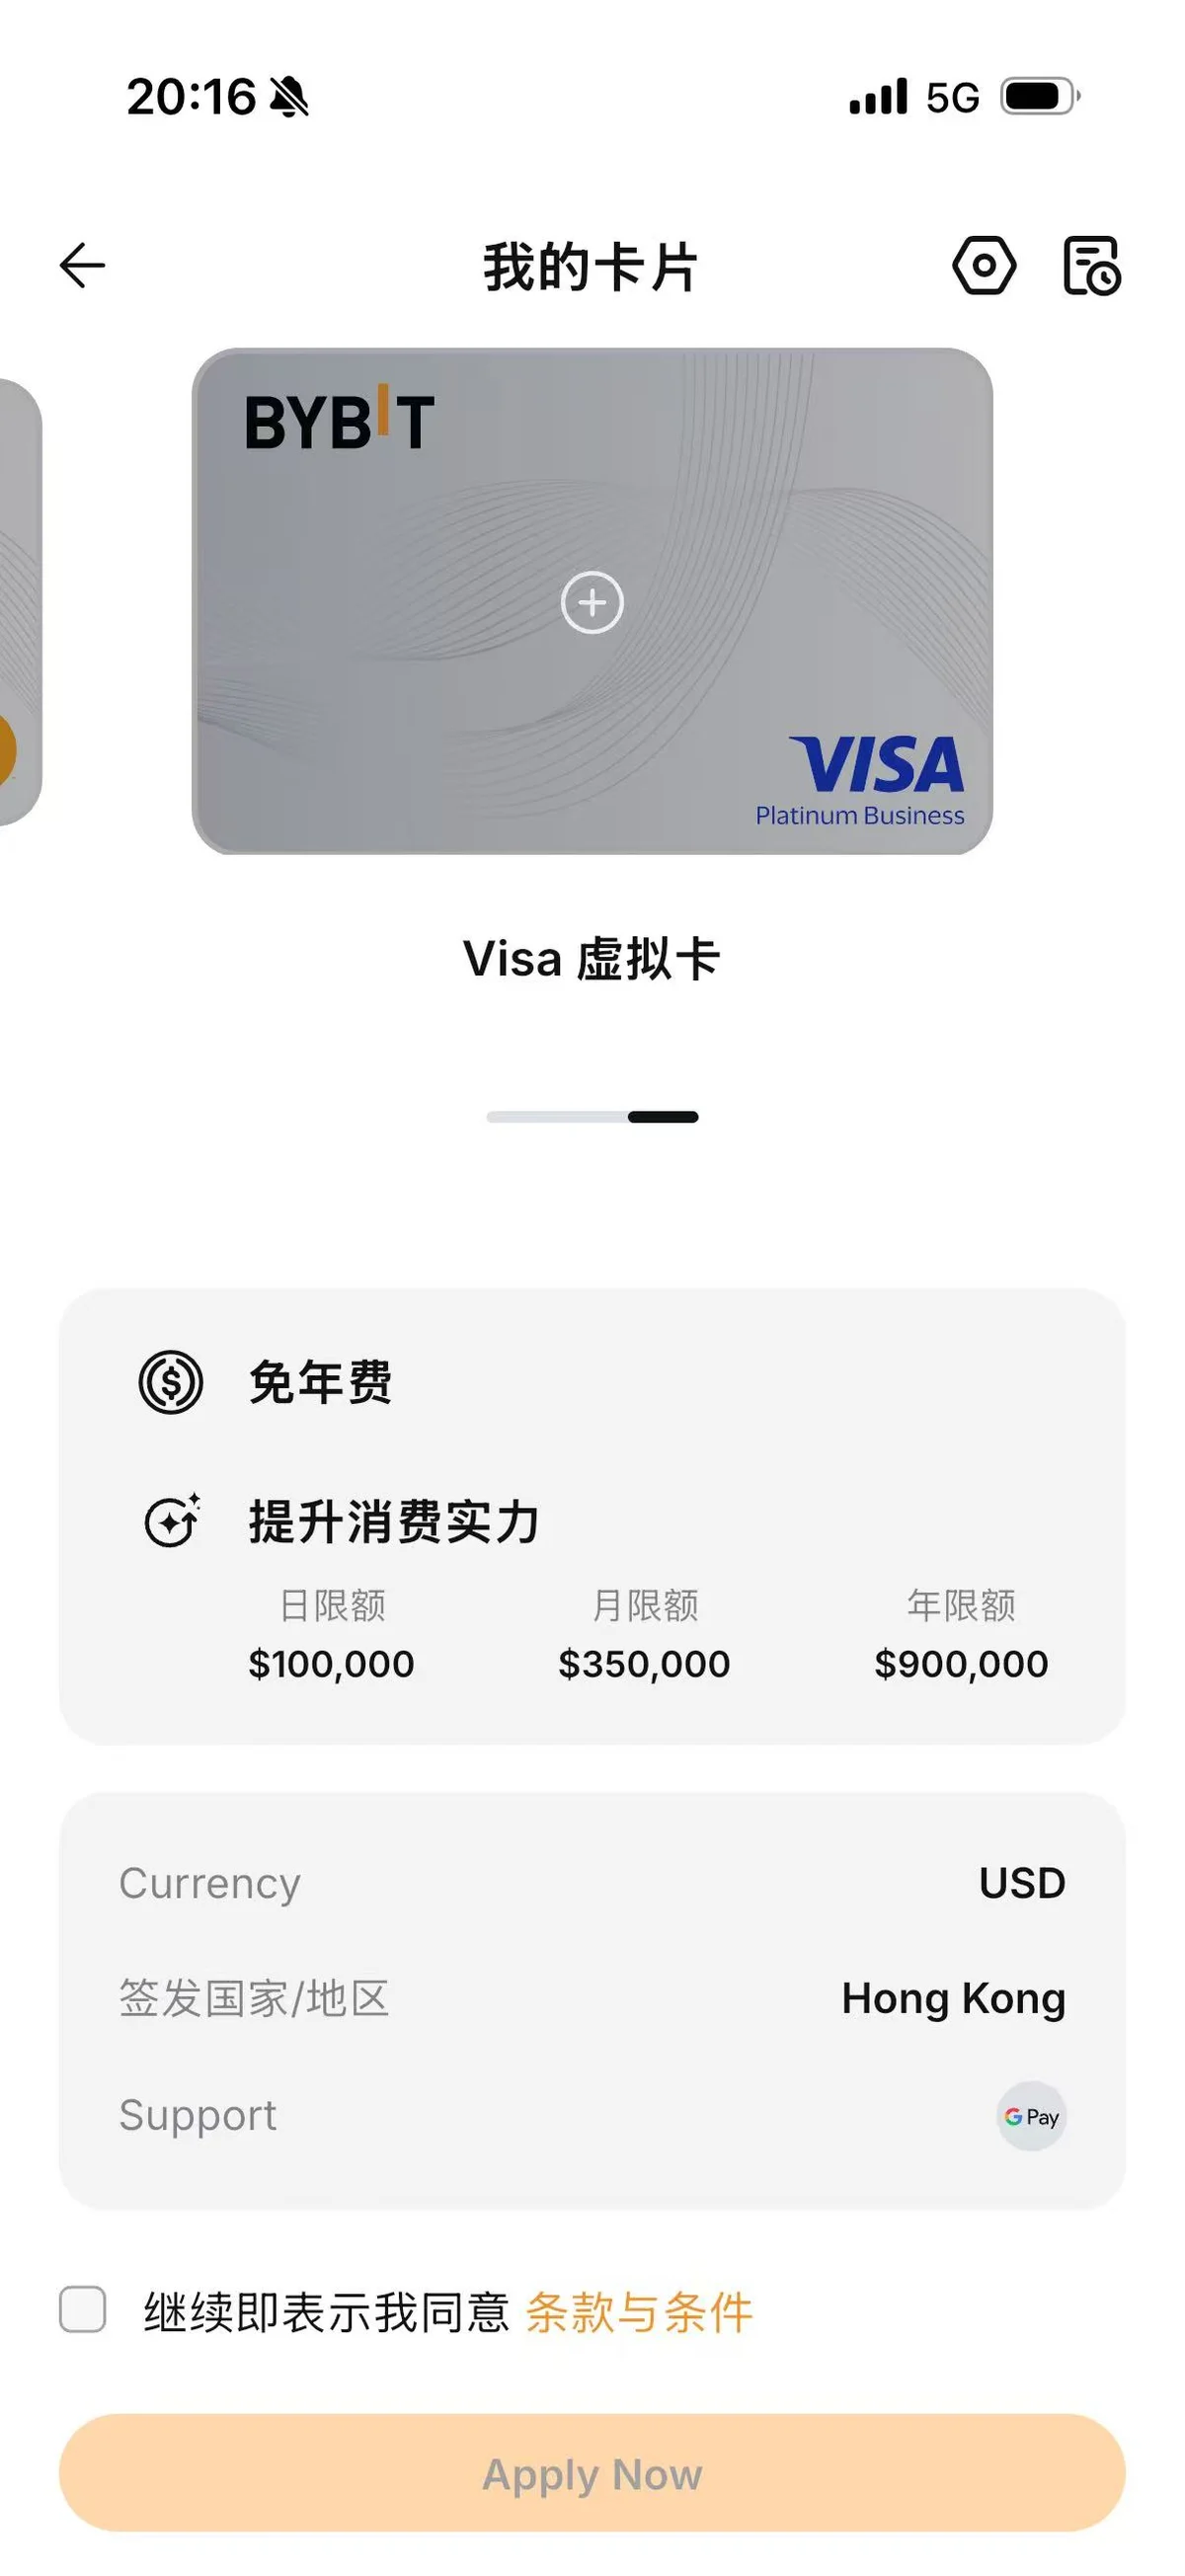 20:16
5G
我的卡片
BYBIT
VISA
Platinum Business
Visa 虚拟卡
免年费
提升消费实力
日限额 月限额 年限额
$100,000 $350,000 $900,000
Currency USD
签发国家/地区 Hong Kong
Support G Pay
继续即表示我同意 条款与条件
Apply Now